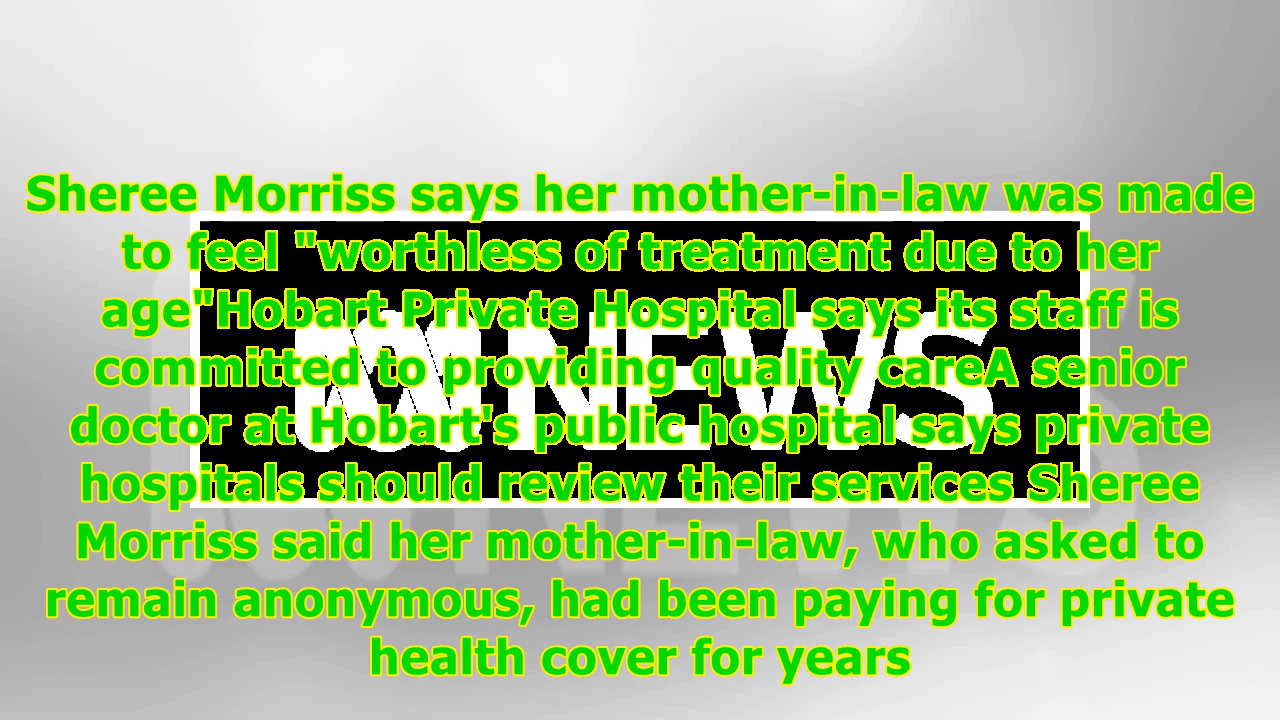 Sheree Morriss says her mother-in-law was made
to feel "worthless of treatment due to her
age"Hobart Private Hospital says its staff is
committed to providing quality careA senior
doctor at Hobart's public hospital says private
hospitals should review their services Sheree
Morriss said her mother-in-law, who asked to
remain anonymous, had been paying for private
health cover for years
NEWS
NEWS